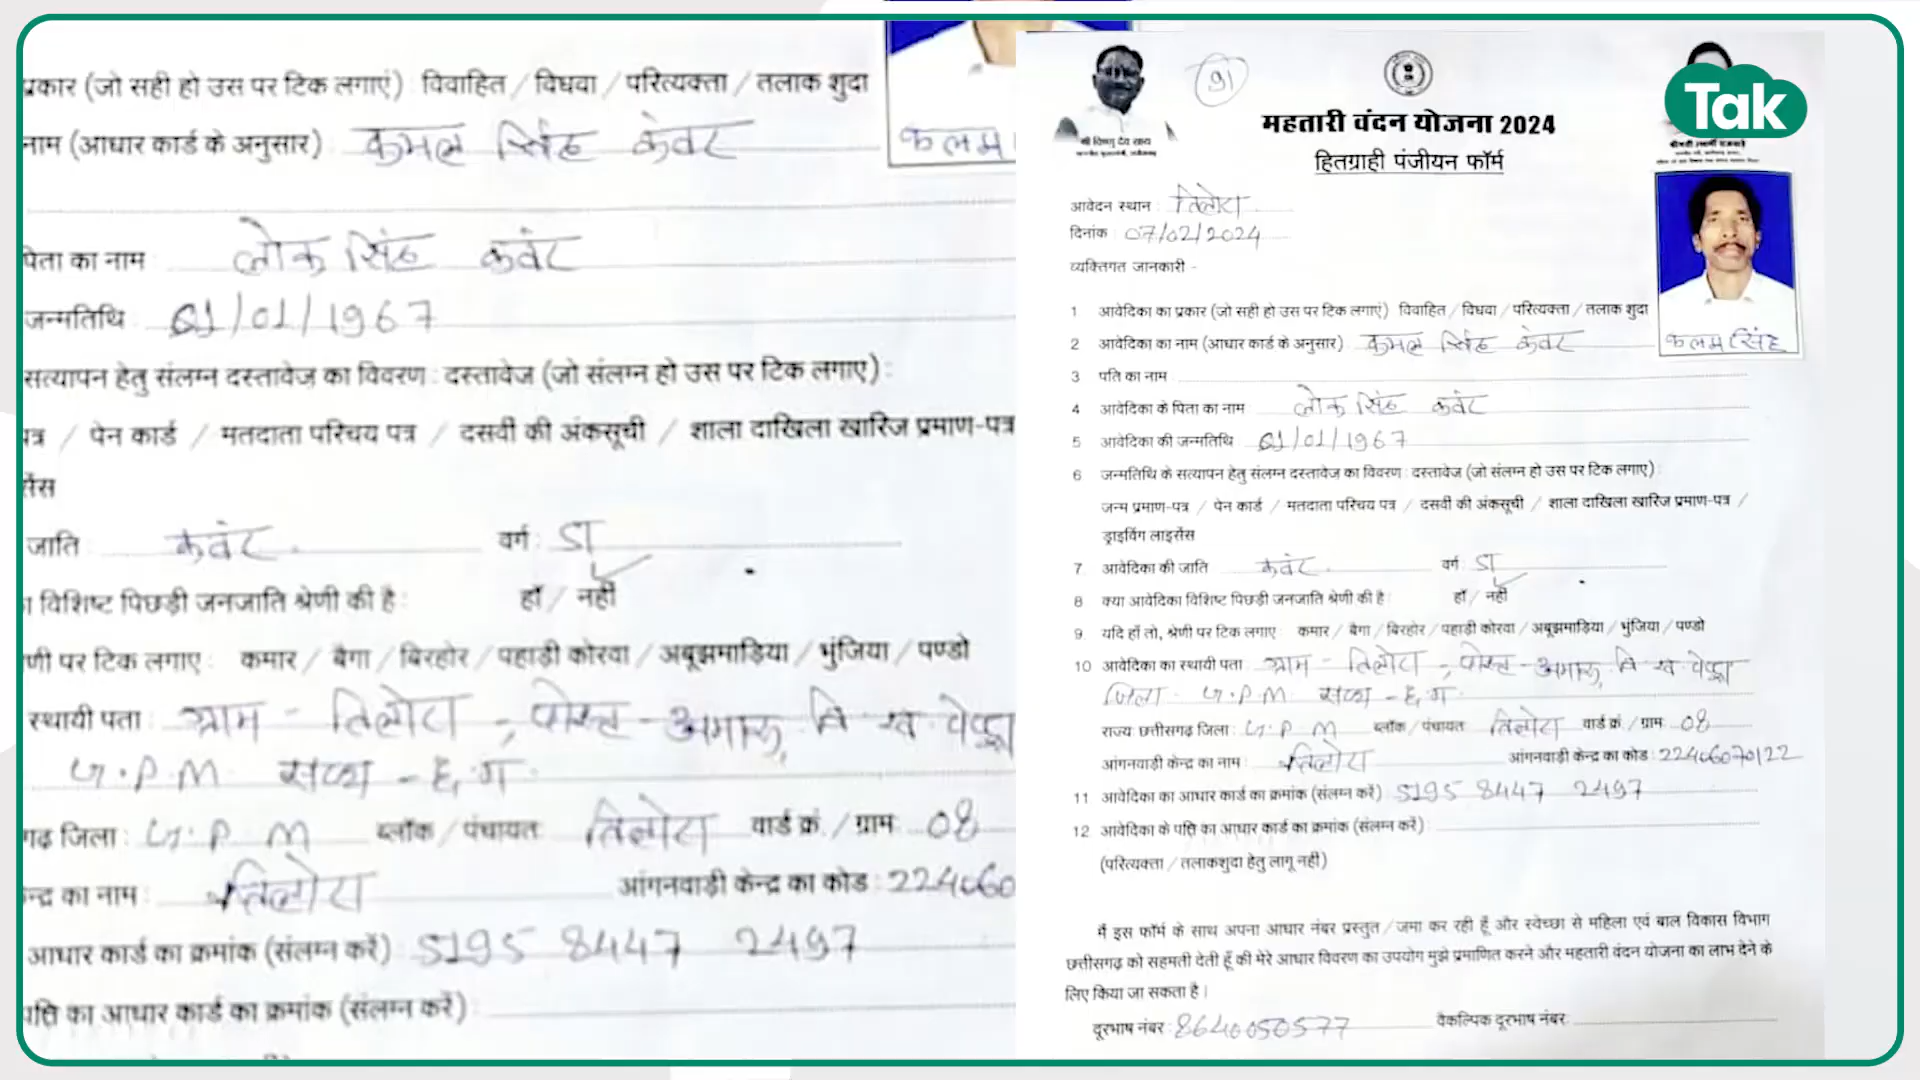 प्रकार (जो सही हो उस पर टिक लगाएं) विवाहित / विधवा / परित्यक्ता / तलाक शुदा
नाम (आधार कार्ड के अनुसार) कमल सिंह कंवर
कलम
पिता का नाम लोक सिंह कवंर
जन्मतिथि 01/01/1967
सत्यापन हेतु संलग्न दस्तावेज का विवरण : दस्तावेज (जो संलग्न हो उस पर टिक लगाए) :
पत्र / पेन कार्ड / मतदाता परिचय पत्र / दसवी की अंकसूची / शाला दाखिला खारिज प्रमाण-पत्र
जाति कवंर वर्ग :
विशिष्ट पिछड़ी जनजाति श्रेणी की है : हॉ / नहीं
णी पर टिक लगाए : कमार / बैगा / बिरहोर / पहाड़ी कोरवा / अबूझमाड़िया / भुंजिया / पण्डो
स्थायी पता ग्राम - तिलोरा, पोस्ट -
G.P.M. - छ.ग.
गढ़ जिला : G.P.M ब्लॉक / पंचायत तिलोरा वार्ड क्रं. / ग्राम 08
न्द्र का नाम : तिलोरा आंगनवाड़ी केन्द्र का कोड : 224060
आधार कार्ड का क्रमांक (संलग्न करें) 5195 8447 2497
पति का आधार कार्ड का क्रमांक (संलग्न करें) :
91
Tak
श्री विष्णु देव साय
महतारी वंदन योजना 2024
हितग्राही पंजीयन फॉर्म
आवेदन स्थान : तिलोरा
दिनांक : 07/02/2024
व्यक्तिगत जानकारी -
कलम सिंह
1 आवेदिका का प्रकार (जो सही हो उस पर टिक लगाएं) विवाहित / विधवा / परित्यक्ता / तलाक शुदा
2 आवेदिका का नाम (आधार कार्ड के अनुसार) कमल सिंह कंवर
3 पति का नाम
4 आवेदिका के पिता का नाम लोक सिंह कवंर
5 आवेदिका की जन्मतिथि 01/01/1967
6 जन्मतिथि के सत्यापन हेतु संलग्न दस्तावेज का विवरण : दस्तावेज (जो संलग्न हो उस पर टिक लगाए) :
जन्म प्रमाण-पत्र / पेन कार्ड / मतदाता परिचय पत्र / दसवी की अंकसूची / शाला दाखिला खारिज प्रमाण-पत्र /
ड्राइविंग लाइसेंस
7. आवेदिका की जाति कवंर वर्ग :
8 क्या आवेदिका विशिष्ट पिछड़ी जनजाति श्रेणी की है : हॉ / नहीं
9 यदि हॉं तो, श्रेणी पर टिक लगाए : कमार / बैगा / बिरहोर / पहाड़ी कोरवा / अबूझमाड़िया / भुंजिया / पण्डो
10 आवेदिका का स्थायी पता ग्राम - तिलोरा, पोस्ट -
जिला - G.P.M. - छ.ग.
राज्य छत्तीसगढ़ जिला : G.P.M ब्लॉक / पंचायत तिलोरा वार्ड क्रं. / ग्राम 08
आंगनवाड़ी केन्द्र का नाम : तिलोरा आंगनवाड़ी केन्द्र का कोड : 22406070122
11 आवेदिका का आधार कार्ड का क्रमांक (संलग्न करें) 5195 8447 2497
12 आवेदिका के पति का आधार कार्ड का क्रमांक (संलग्न करें) :
(परित्यक्ता / तलाकशुदा हेतु लागू नहीं)
मैं इस फॉर्म के साथ अपना आधार नंबर प्रस्तुत / जमा कर रही हूँ और स्वेच्छा से महिला एवं बाल विकास विभाग
छत्तीसगढ़ को सहमती देती हूँ की मेरे आधार विवरण का उपयोग मुझे प्रमाणित करने और महतारी वंदन योजना का लाभ देने के
लिए किया जा सकता है।
दूरभाष नंबर : 8640050577 वैकल्पिक दूरभाष नंबर